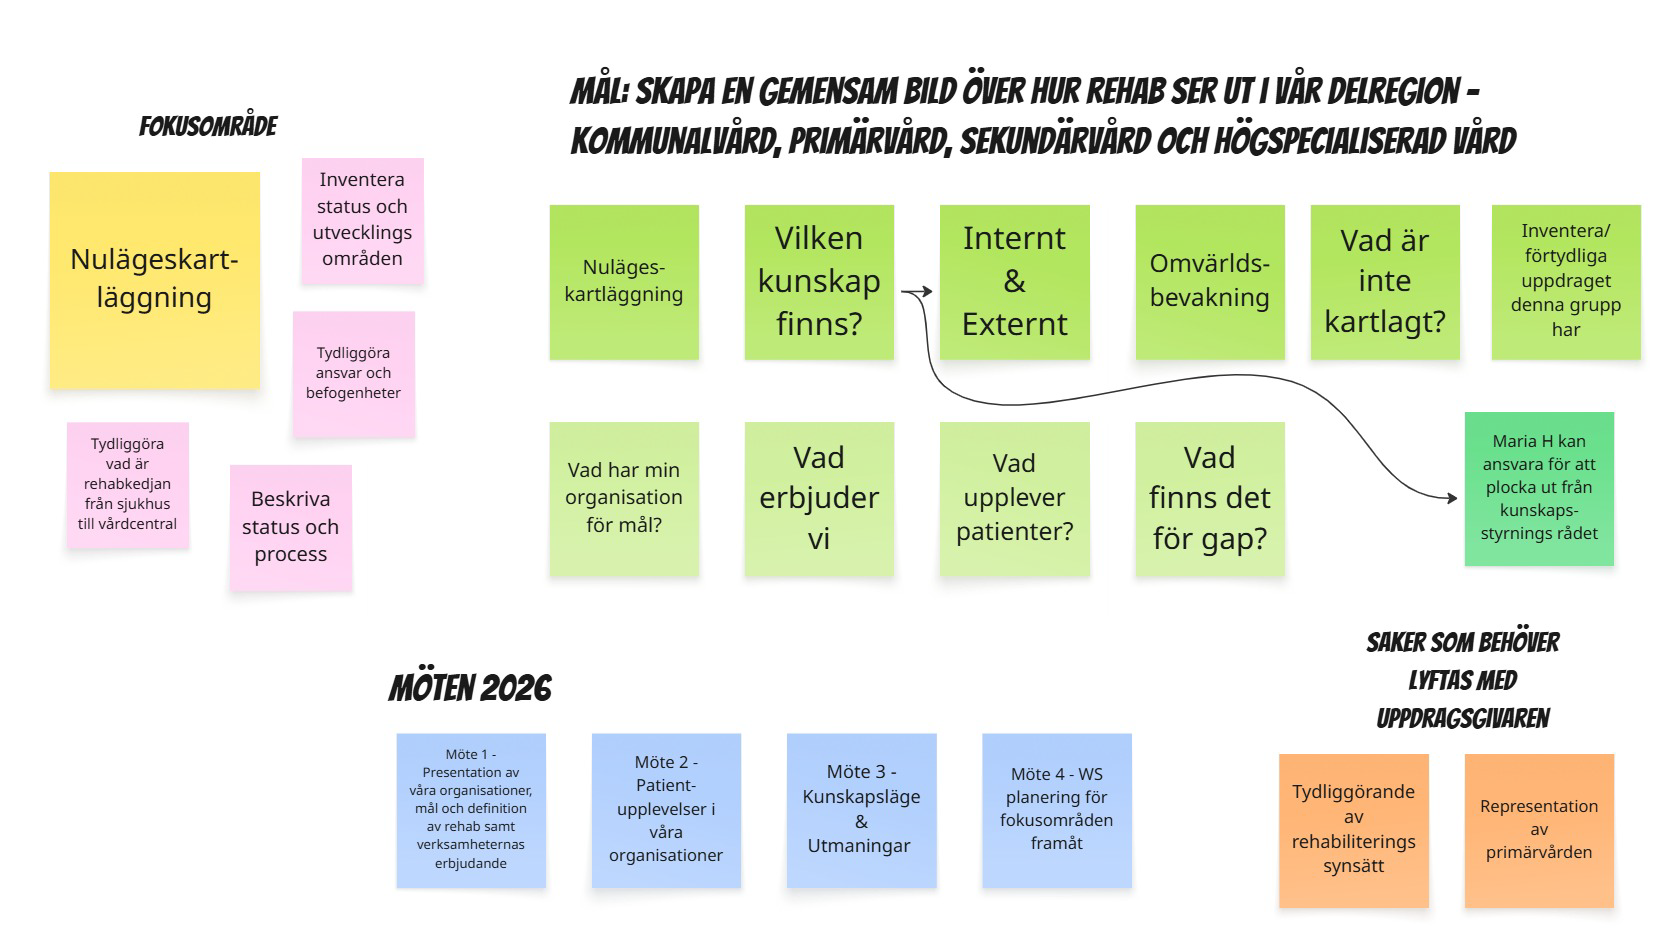 MÅL: SKAPA EN GEMENSAM BILD ÖVER HUR REHAB SER UT I VÅR DELREGION -
KOMMUNALVÅRD, PRIMÄRVÅRD, SEKUNDÄRVÅRD OCH HÖGSPECIALISERAD VÅRD
FOKUSOMRÅDE
Nulägeskart-
läggning
Inventera
status och
utvecklings
områden
Tydliggöra
ansvar och
befogenheter
Tydliggöra
vad är
rehabkedjan
från sjukhus
till vårdcentral
Beskriva
status och
process
Nuläges-
kartläggning
Vilken
kunskap
finns?
Internt
&
Externt
Omvärlds-
bevakning
Vad är
inte
kartlagt?
Inventera/
förtydliga
uppdraget
denna grupp
har
Vad har min
organisation
för mål?
Vad
erbjuder
vi
Vad
upplever
patienter?
Vad
finns det
för gap?
Maria H kan
ansvara för att
plocka ut från
kunskaps-
styrnings rådet
MÖTEN 2026
Möte 1 -
Presentation av
våra organisationer,
mål och definition
av rehab samt
verksamheternas
erbjudande
Möte 2 -
Patient-
upplevelser i
våra
organisationer
Möte 3 -
Kunskapsläge
&
Utmaningar
Möte 4 - WS
planering för
fokusområden
framåt
SAKER SOM BEHÖVER
LYFTAS MED
UPPDRAGSGIVAREN
Tydliggörande
av
rehabiliterings
synsätt
Representation
av
primärvården